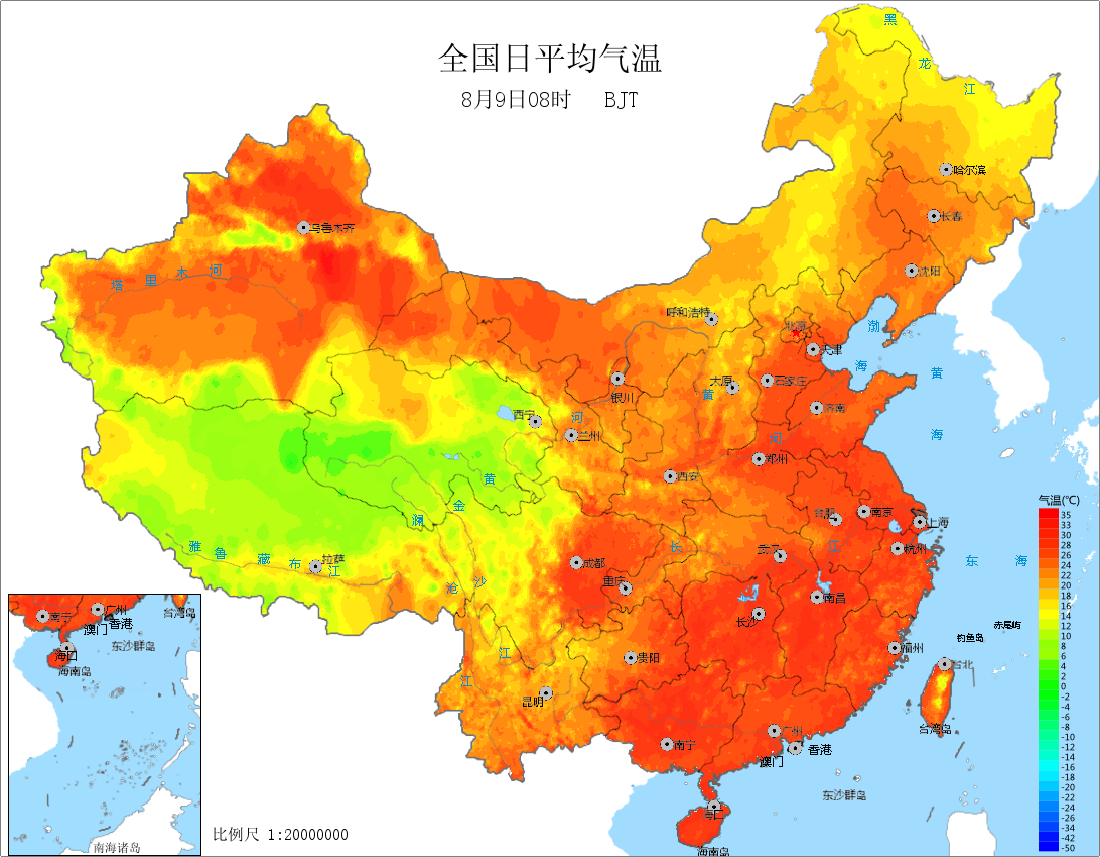 全国日平均气温
8月9日08时 BJT
黑
龙
江
哈尔滨
长春
沈阳
乌鲁木齐
塔
里
木
河
呼和浩特
北京
天津
渤
海
黄
海
银川
太原
石家庄
黄
济南
西宁
河
兰州
河
郑州
西安
黄
金
澜
合肥
南京
上海
气温(℃)
35
33
30
28
26
24
22
20
18
16
14
12
10
8
6
4
2
0
-2
-4
-6
-8
-10
-12
-14
-16
-18
-20
-22
-24
-26
-34
-42
-50
雅
鲁
藏
布
江
拉萨
长
武汉
江
杭州
东
海
成都
重庆
沧
沙
南昌
长沙
赤尾屿
钓鱼岛
江
贵阳
福州
台北
江
昆明
台湾岛
南宁
广州
香港
澳门
东沙群岛
海口
海南岛
南宁
广州
台湾岛
澳门
香港
海口
东沙群岛
海南岛
南海诸岛
比例尺 1:20000000